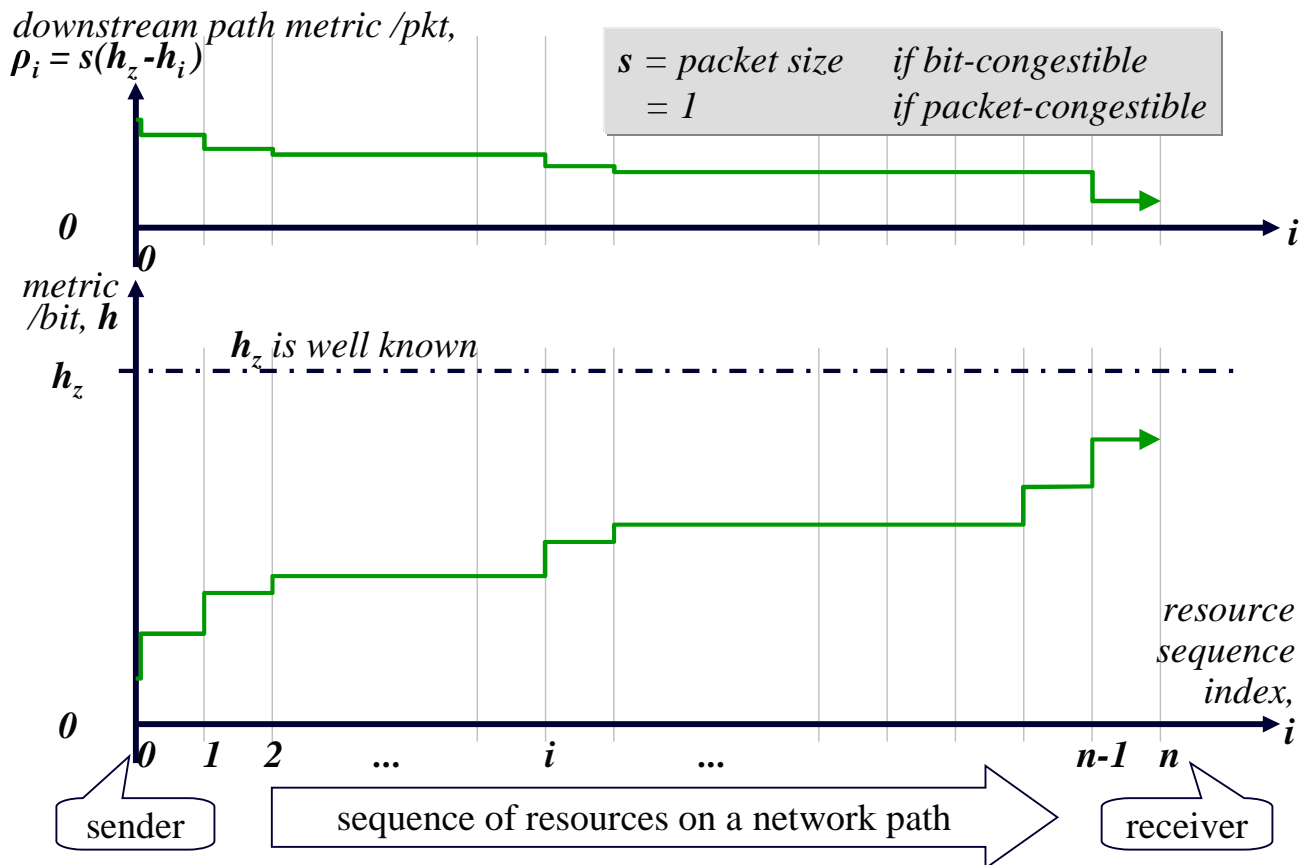 downstream path metric /pkt,
ρi = s(hz -hi)
s = packet size if bit-congestible
= 1 if packet-congestible
0
i
0
metric
/bit, h
hz is well known
hz
resource
sequence
index,
0
i
0 1 2 ... i ... n-1 n
sender
sequence of resources on a network path
receiver